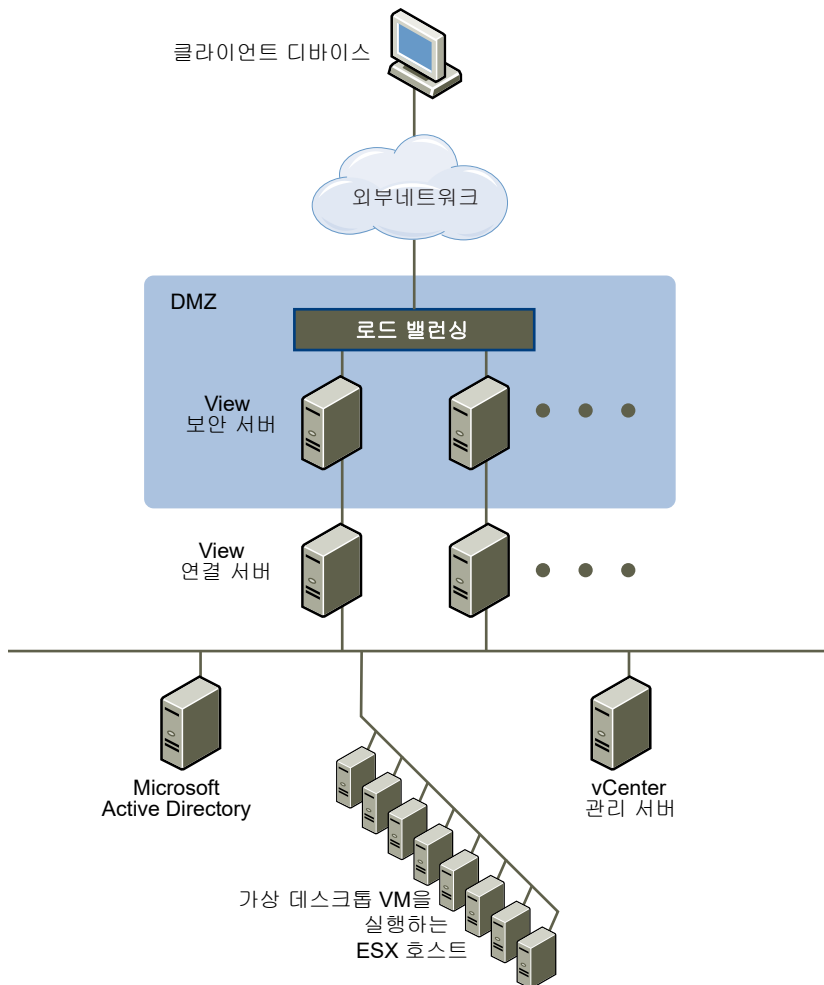 클라이언트 디바이스
외부네트워크
DMZ
로드 밸런싱
View
보안 서버
View
연결 서버
Microsoft
Active Directory
vCenter
관리 서버
가상 데스크톱 VM을
실행하는
ESX 호스트